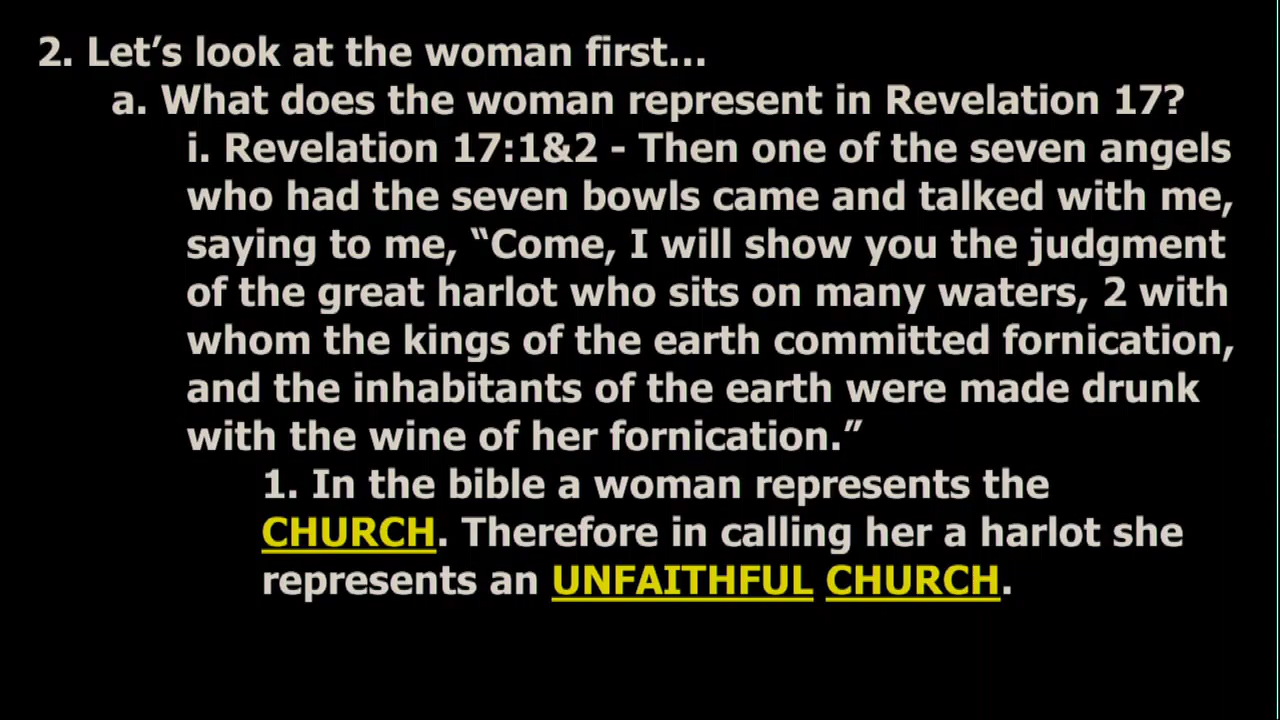 2. Let’s look at the woman first...
a. What does the woman represent in Revelation 17?
i. Revelation 17:1&2 - Then one of the seven angels
who had the seven bowls came and talked with me,
saying to me, “Come, I will show you the judgment
of the great harlot who sits on many waters, 2 with
whom the kings of the earth committed fornication,
and the inhabitants of the earth were made drunk
with the wine of her fornication.”
1. In the bible a woman represents the
CHURCH. Therefore in calling her a harlot she
represents an UNFAITHFUL CHURCH.